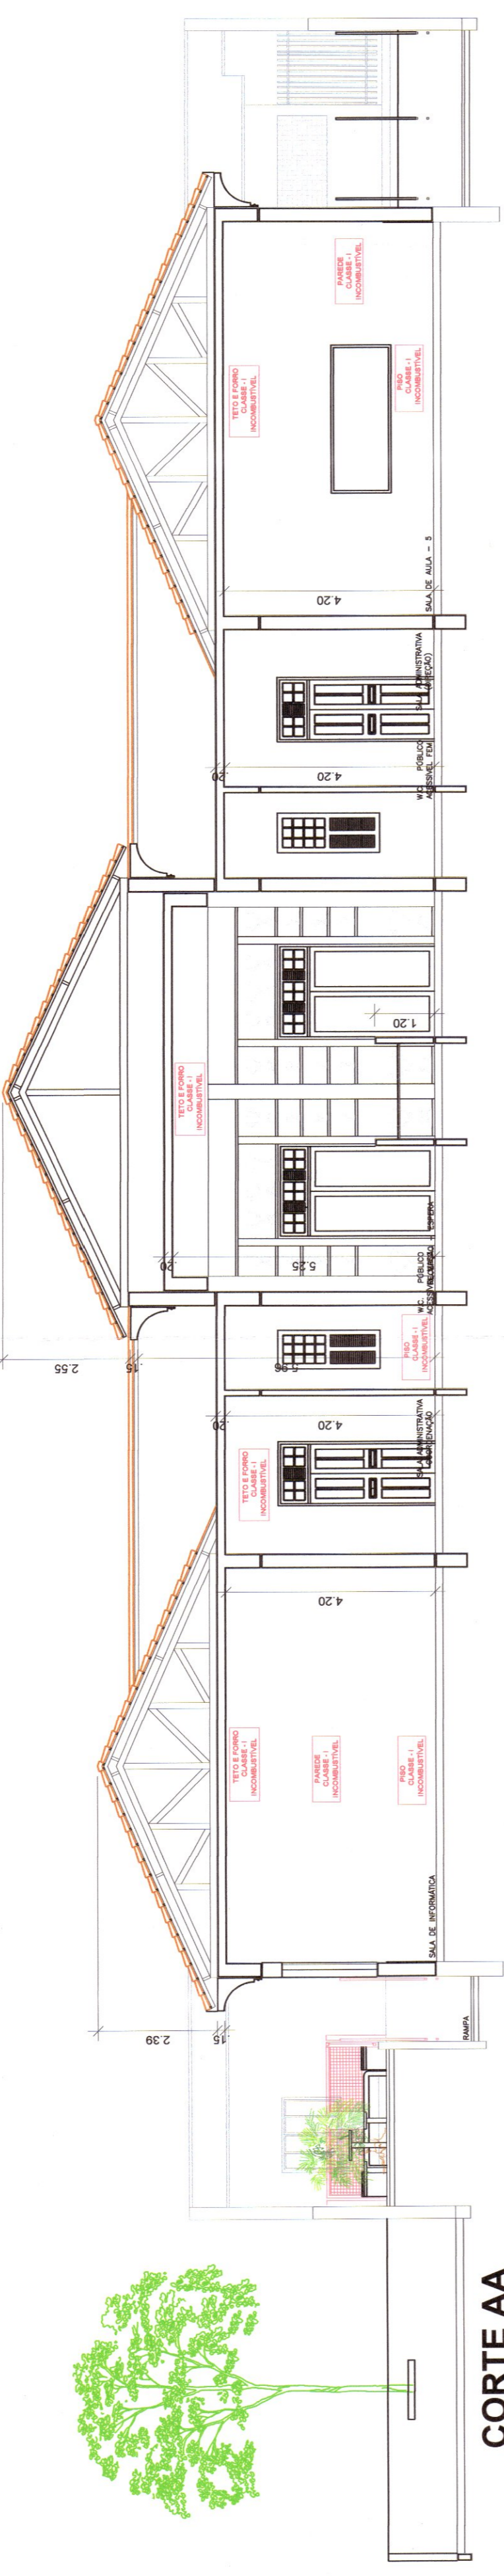 TETO E FORRO
CLASSE - I
INCOMBUSTÍVEL
PAREDE
CLASSE - I
INCOMBUSTÍVEL
PISO
CLASSE - I
INCOMBUSTÍVEL
4.20
SALA DE AULA - 5
.20
4.20
SALA ADMINISTRATIVA
(DIREÇÃO)
W.C. PÚBLICO
ACESSÍVEL FEM.
TETO E FORRO
CLASSE - I
INCOMBUSTÍVEL
1.20
.20
5.25
ESPERA
2.55
.15
5.96
W.C. PÚBLICO
PISO
CLASSE - I
INCOMBUSTÍVEL
.20
4.20
TETO E FORRO
CLASSE - I
INCOMBUSTÍVEL
SALA ADMINISTRATIVA
COORDENAÇÃO
4.20
TETO E FORRO
CLASSE - I
INCOMBUSTÍVEL
PAREDE
CLASSE - I
INCOMBUSTÍVEL
PISO
CLASSE - I
INCOMBUSTÍVEL
SALA DE INFORMÁTICA
2.39
.15
RAMPA
CORTE AA